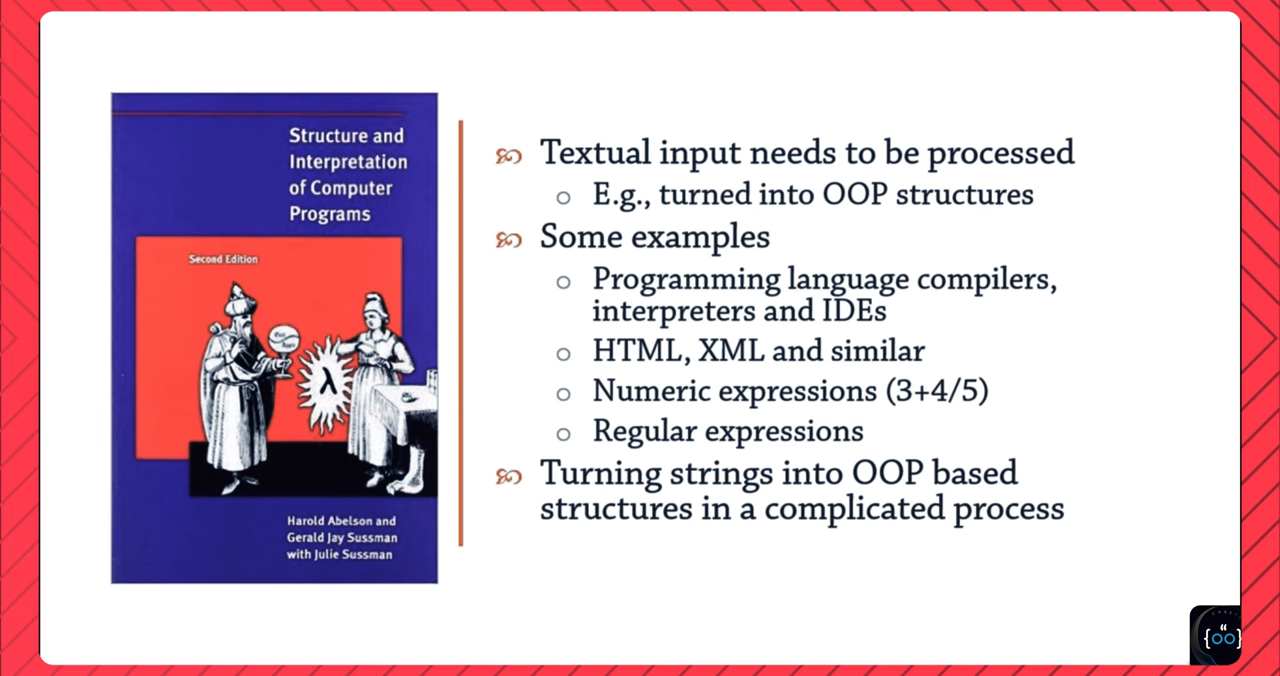 Structure and
Interpretation
of Computer
Programs
Second Edition
λ
Harold Abelson and
Gerald Jay Sussman
with Julie Sussman
Textual input needs to be processed
E.g., turned into OOP structures
Some examples
Programming language compilers,
interpreters and IDEs
HTML, XML and similar
Numeric expressions (3+4/5)
Regular expressions
Turning strings into OOP based
structures in a complicated process